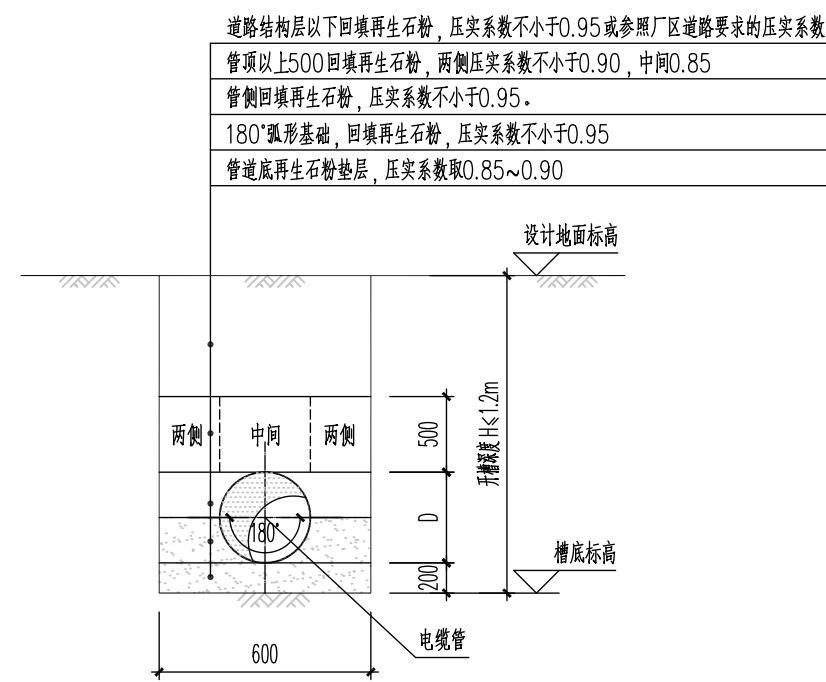 道路结构层以下回填再生石粉，压实系数不小于0.95或参照厂区道路要求的压实系数
管顶以上500回填再生石粉，两侧压实系数不小于0.90，中间0.85
管侧回填再生石粉，压实系数不小于0.95。
180°弧形基础，回填再生石粉，压实系数不小于0.95
管道底再生石粉垫层，压实系数取0.85~0.90
设计地面标高
开槽深度H≤1.2m
两侧
中间
两侧
500
D
180°
200
槽底标高
电缆管
600